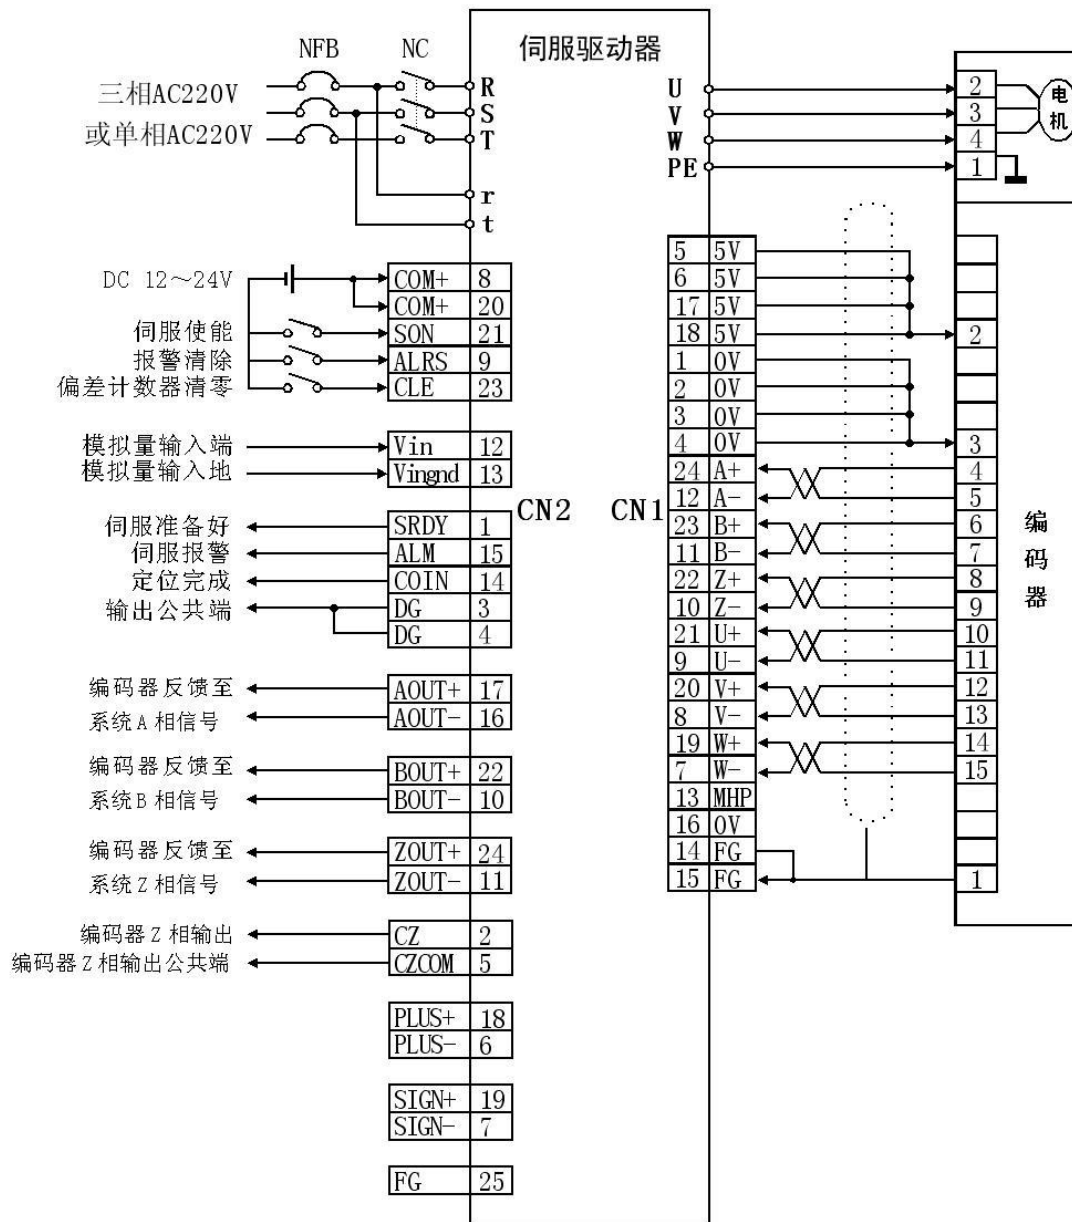 伺服驱动器
NFB NC
三相AC220V
或单相AC220V
R
S
T
r
t
U
V
W
PE
2
3
4
1
电机
DC 12～24V
COM+ 8
COM+ 20
伺服使能 SON 21
报警清除 ALRS 9
偏差计数器清零 CLE 23
模拟量输入端 Vin 12
模拟量输入地 Vingnd 13
伺服准备好 SRDY 1
伺服报警 ALM 15
定位完成 COIN 14
输出公共端 DG 3
DG 4
编码器反馈至 AOUT+ 17
系统A相信号 AOUT- 16
编码器反馈至 BOUT+ 22
系统B相信号 BOUT- 10
编码器反馈至 ZOUT+ 24
系统Z相信号 ZOUT- 11
编码器Z相输出 CZ 2
编码器Z相输出公共端 CZCOM 5
PLUS+ 18
PLUS- 6
SIGN+ 19
SIGN- 7
FG 25
CN2 CN1
5 5V
6 5V
17 5V
18 5V 2
1 0V
2 0V
3 0V
4 0V 3
24 A+ 4
12 A- 5
23 B+ 6
11 B- 7
22 Z+ 8
10 Z- 9
21 U+ 10
9 U- 11
20 V+ 12
8 V- 13
19 W+ 14
7 W- 15
13 MHP
16 0V
14 FG
15 FG 1
编码器